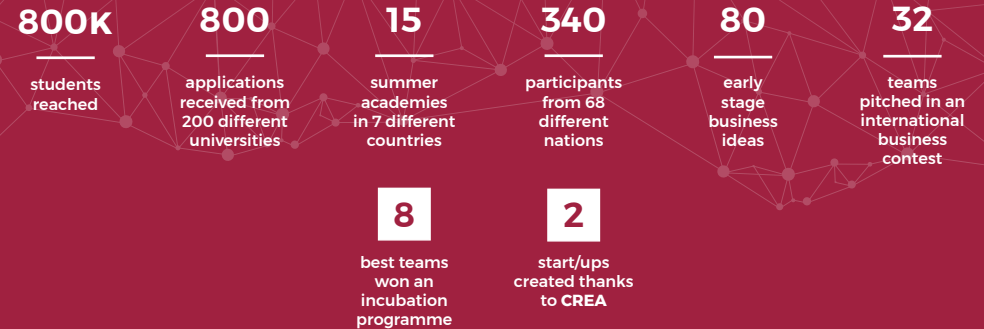 800K
students
reached
800
applications
received from
200 different
universities
15
summer
academies
in 7 different
countries
340
participants
from 68
different
nations
80
early
stage
business
ideas
32
teams
pitched in an
international
business
contest
8
best teams
won an
incubation
programme
2
start/ups
created thanks
to CREA